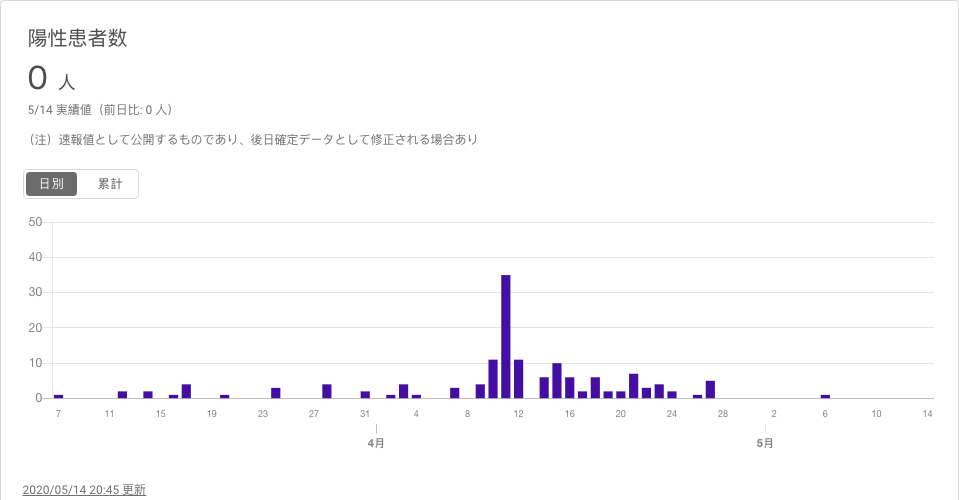 陽性患者数
0 人
5/14 実績値（前日比: 0 人）
（注）速報値として公開するものであり、後日確定データとして修正される場合あり
日別 累計
50
40
30
20
10
0
7 11 15 19 23 27 31 4 8 12 16 20 24 28 2 6 10 14
4月 5月
2020/05/14 20:45 更新